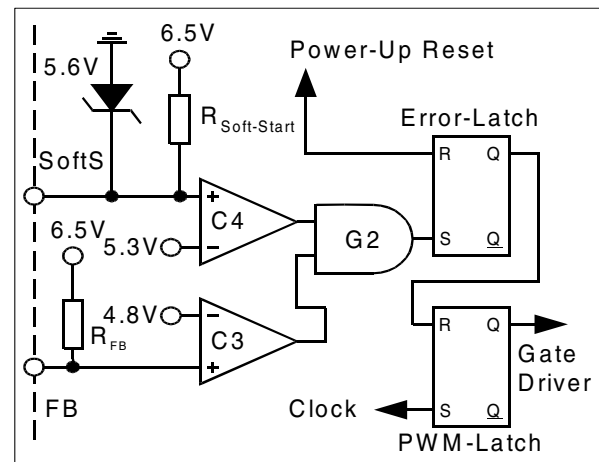 6.5V
Power-Up Reset
5.6V
R Soft-Start
Error-Latch
SoftS
R Q
+
C4
5.3V
-
G2
S Q
6.5V
4.8V
-
C3
+
R FB
R Q
Gate
Driver
FB
Clock
S Q
PWM-Latch